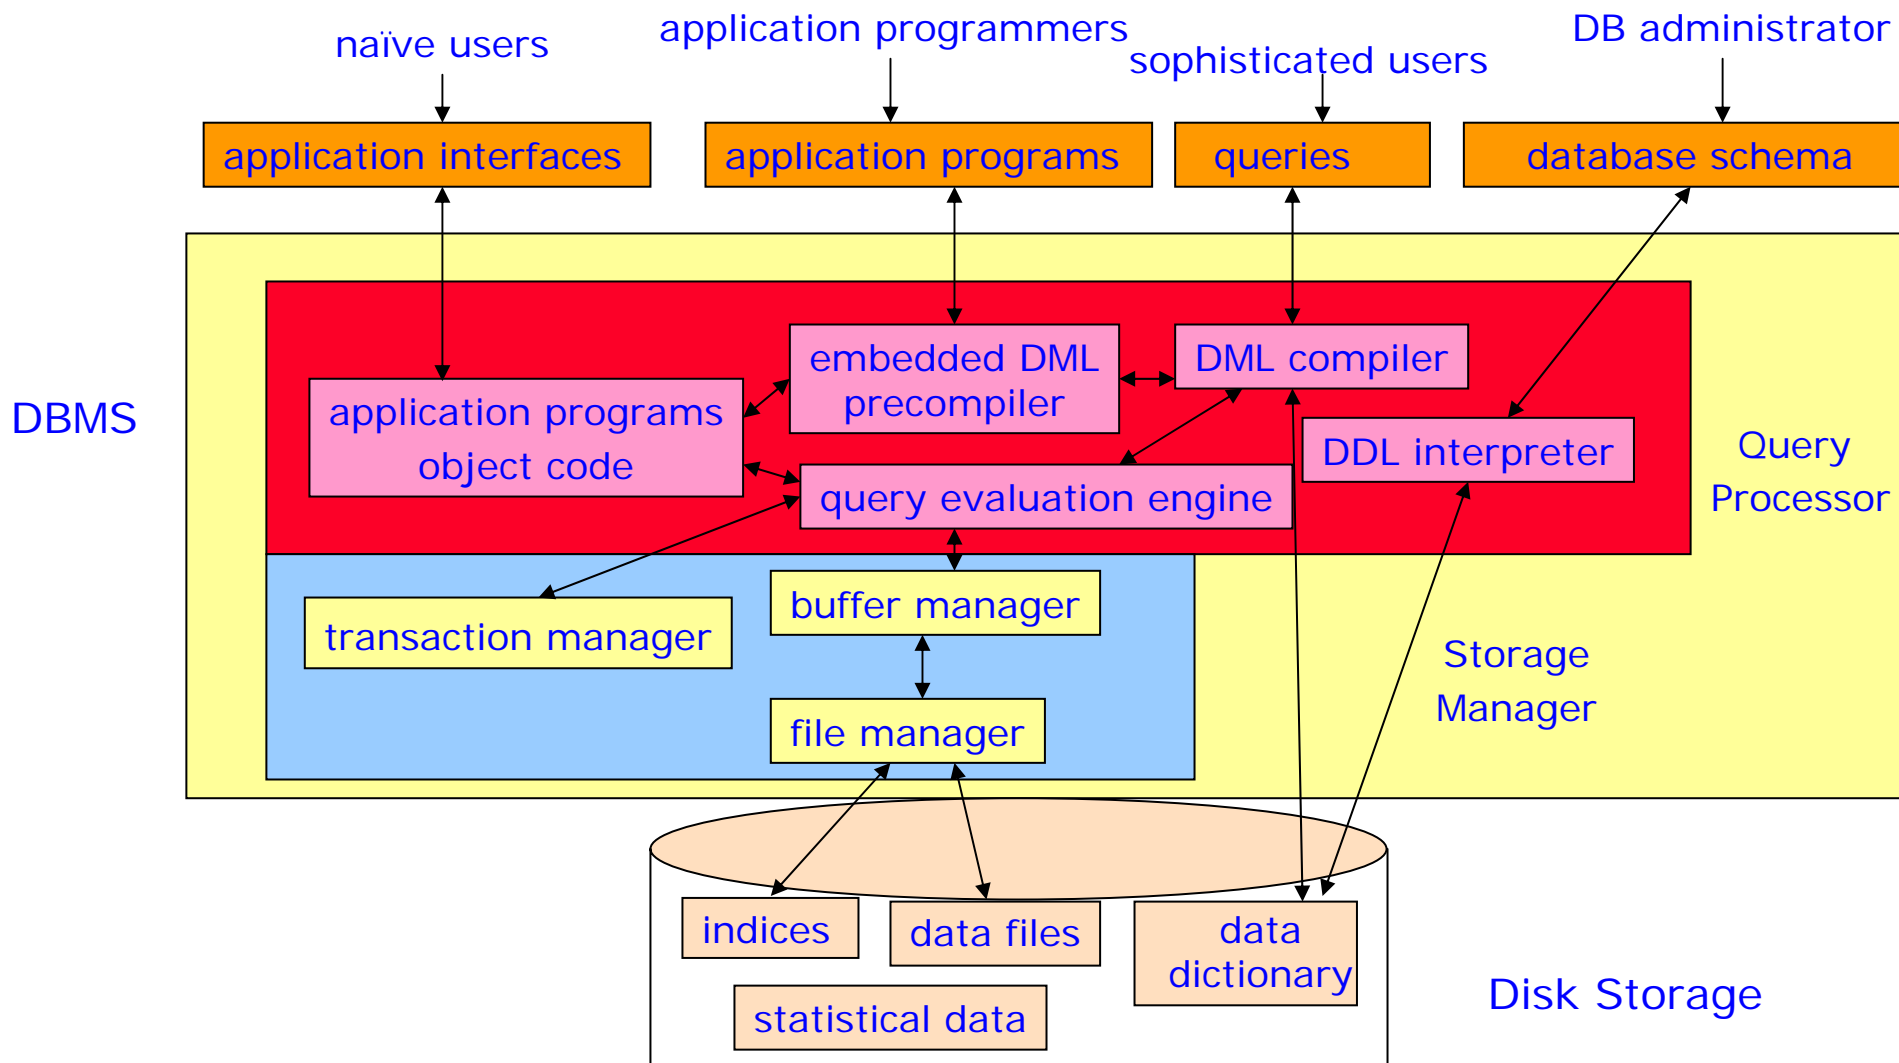 naïve users
application programmers
sophisticated users
DB administrator
application interfaces
application programs
queries
database schema
DBMS
embedded DML
precompiler
DML compiler
application programs
object code
DDL interpreter
query evaluation engine
Query
Processor
buffer manager
transaction manager
Storage
Manager
file manager
indices
data files
data
dictionary
statistical data
Disk Storage